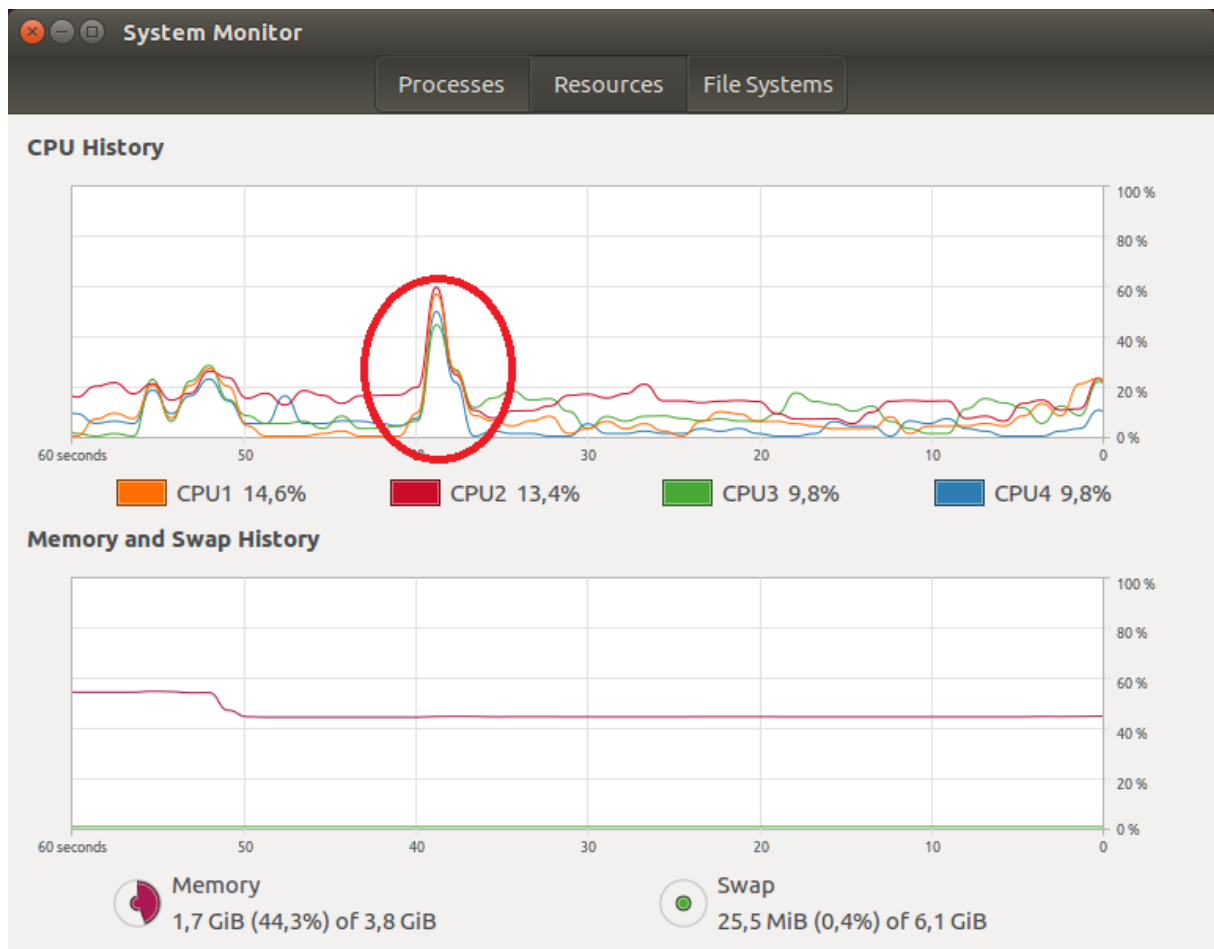 System Monitor
Processes Resources File Systems
CPU History
100 %
80 %
60 %
40 %
20 %
0 %
60 seconds 50 30 20 10 0
CPU1 14,6% CPU2 13,4% CPU3 9,8% CPU4 9,8%
Memory and Swap History
100 %
80 %
60 %
40 %
20 %
0 %
60 seconds 50 40 30 20 10 0
Memory
1,7 GiB (44,3%) of 3,8 GiB
Swap
25,5 MiB (0,4%) of 6,1 GiB